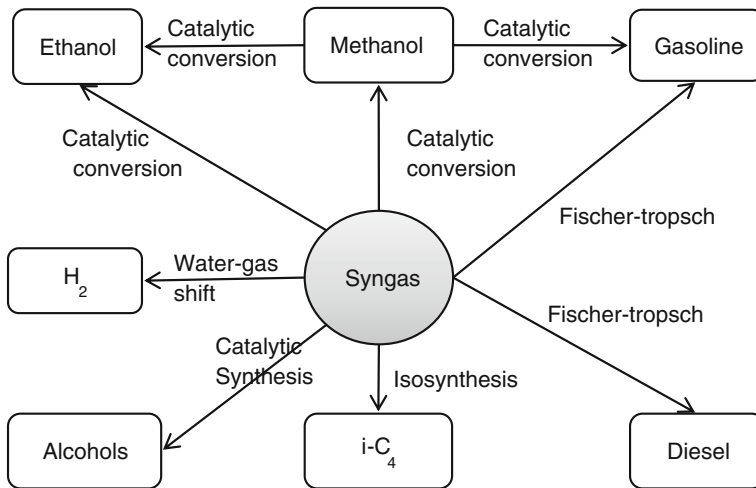 Ethanol
Catalytic
conversion
Methanol
Catalytic
conversion
Gasoline
Catalytic
conversion
Catalytic
conversion
Fischer-tropsch
H2
Water-gas
shift
Syngas
Fischer-tropsch
Catalytic
Synthesis
Isosynthesis
Alcohols
i-C4
Diesel